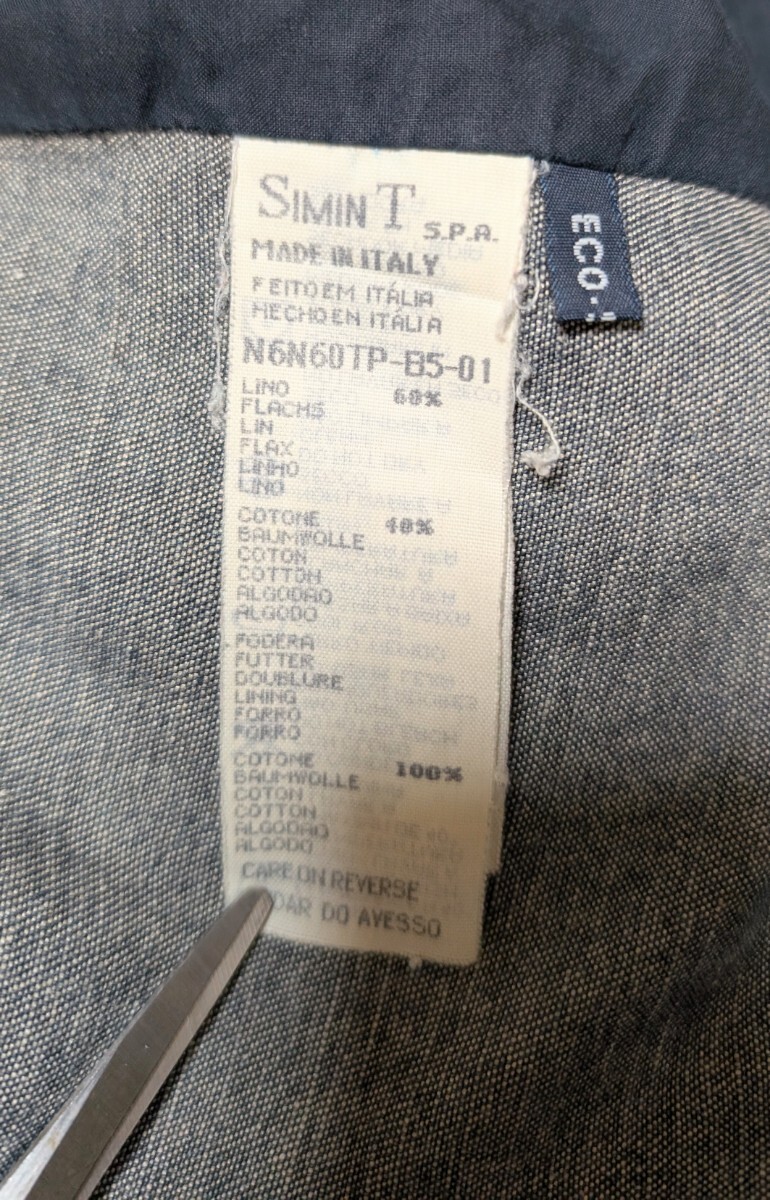 SIMINT S.P.A.
MADE IN ITALY
FEITO EM ITÁLIA
HECHO EN ITÁLIA
N6N60TP-B5-01
LINO 60%
FLACHS
LIN
FLAX
LINHO
LINO
COTONE 40%
BAUMWOLLE
COTON
COTTON
ALGODAO
ALGODO
FODERA
FUTTER
DOUBLURE
LINING
FORRO
FORRO
COTONE 100%
BAUMWOLLE
COTON
COTTON
ALGODAO
ALGODO
CARE ON REVERSE
DO AVESSO
ECO-